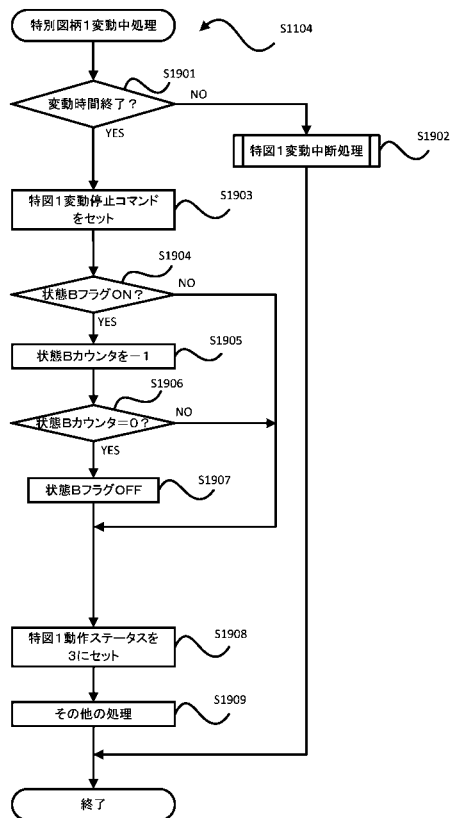 特別図柄1変動中処理
S1104
S1901
変動時間終了？
NO
YES
S1902
特図1変動中断処理
S1903
特図1変動停止コマンド
をセット
S1904
状態BフラグON？
NO
YES
S1905
状態Bカウンタを－1
S1906
状態Bカウンタ＝0？
NO
YES
S1907
状態BフラグOFF
S1908
特図1動作ステータスを
3にセット
S1909
その他の処理
終了